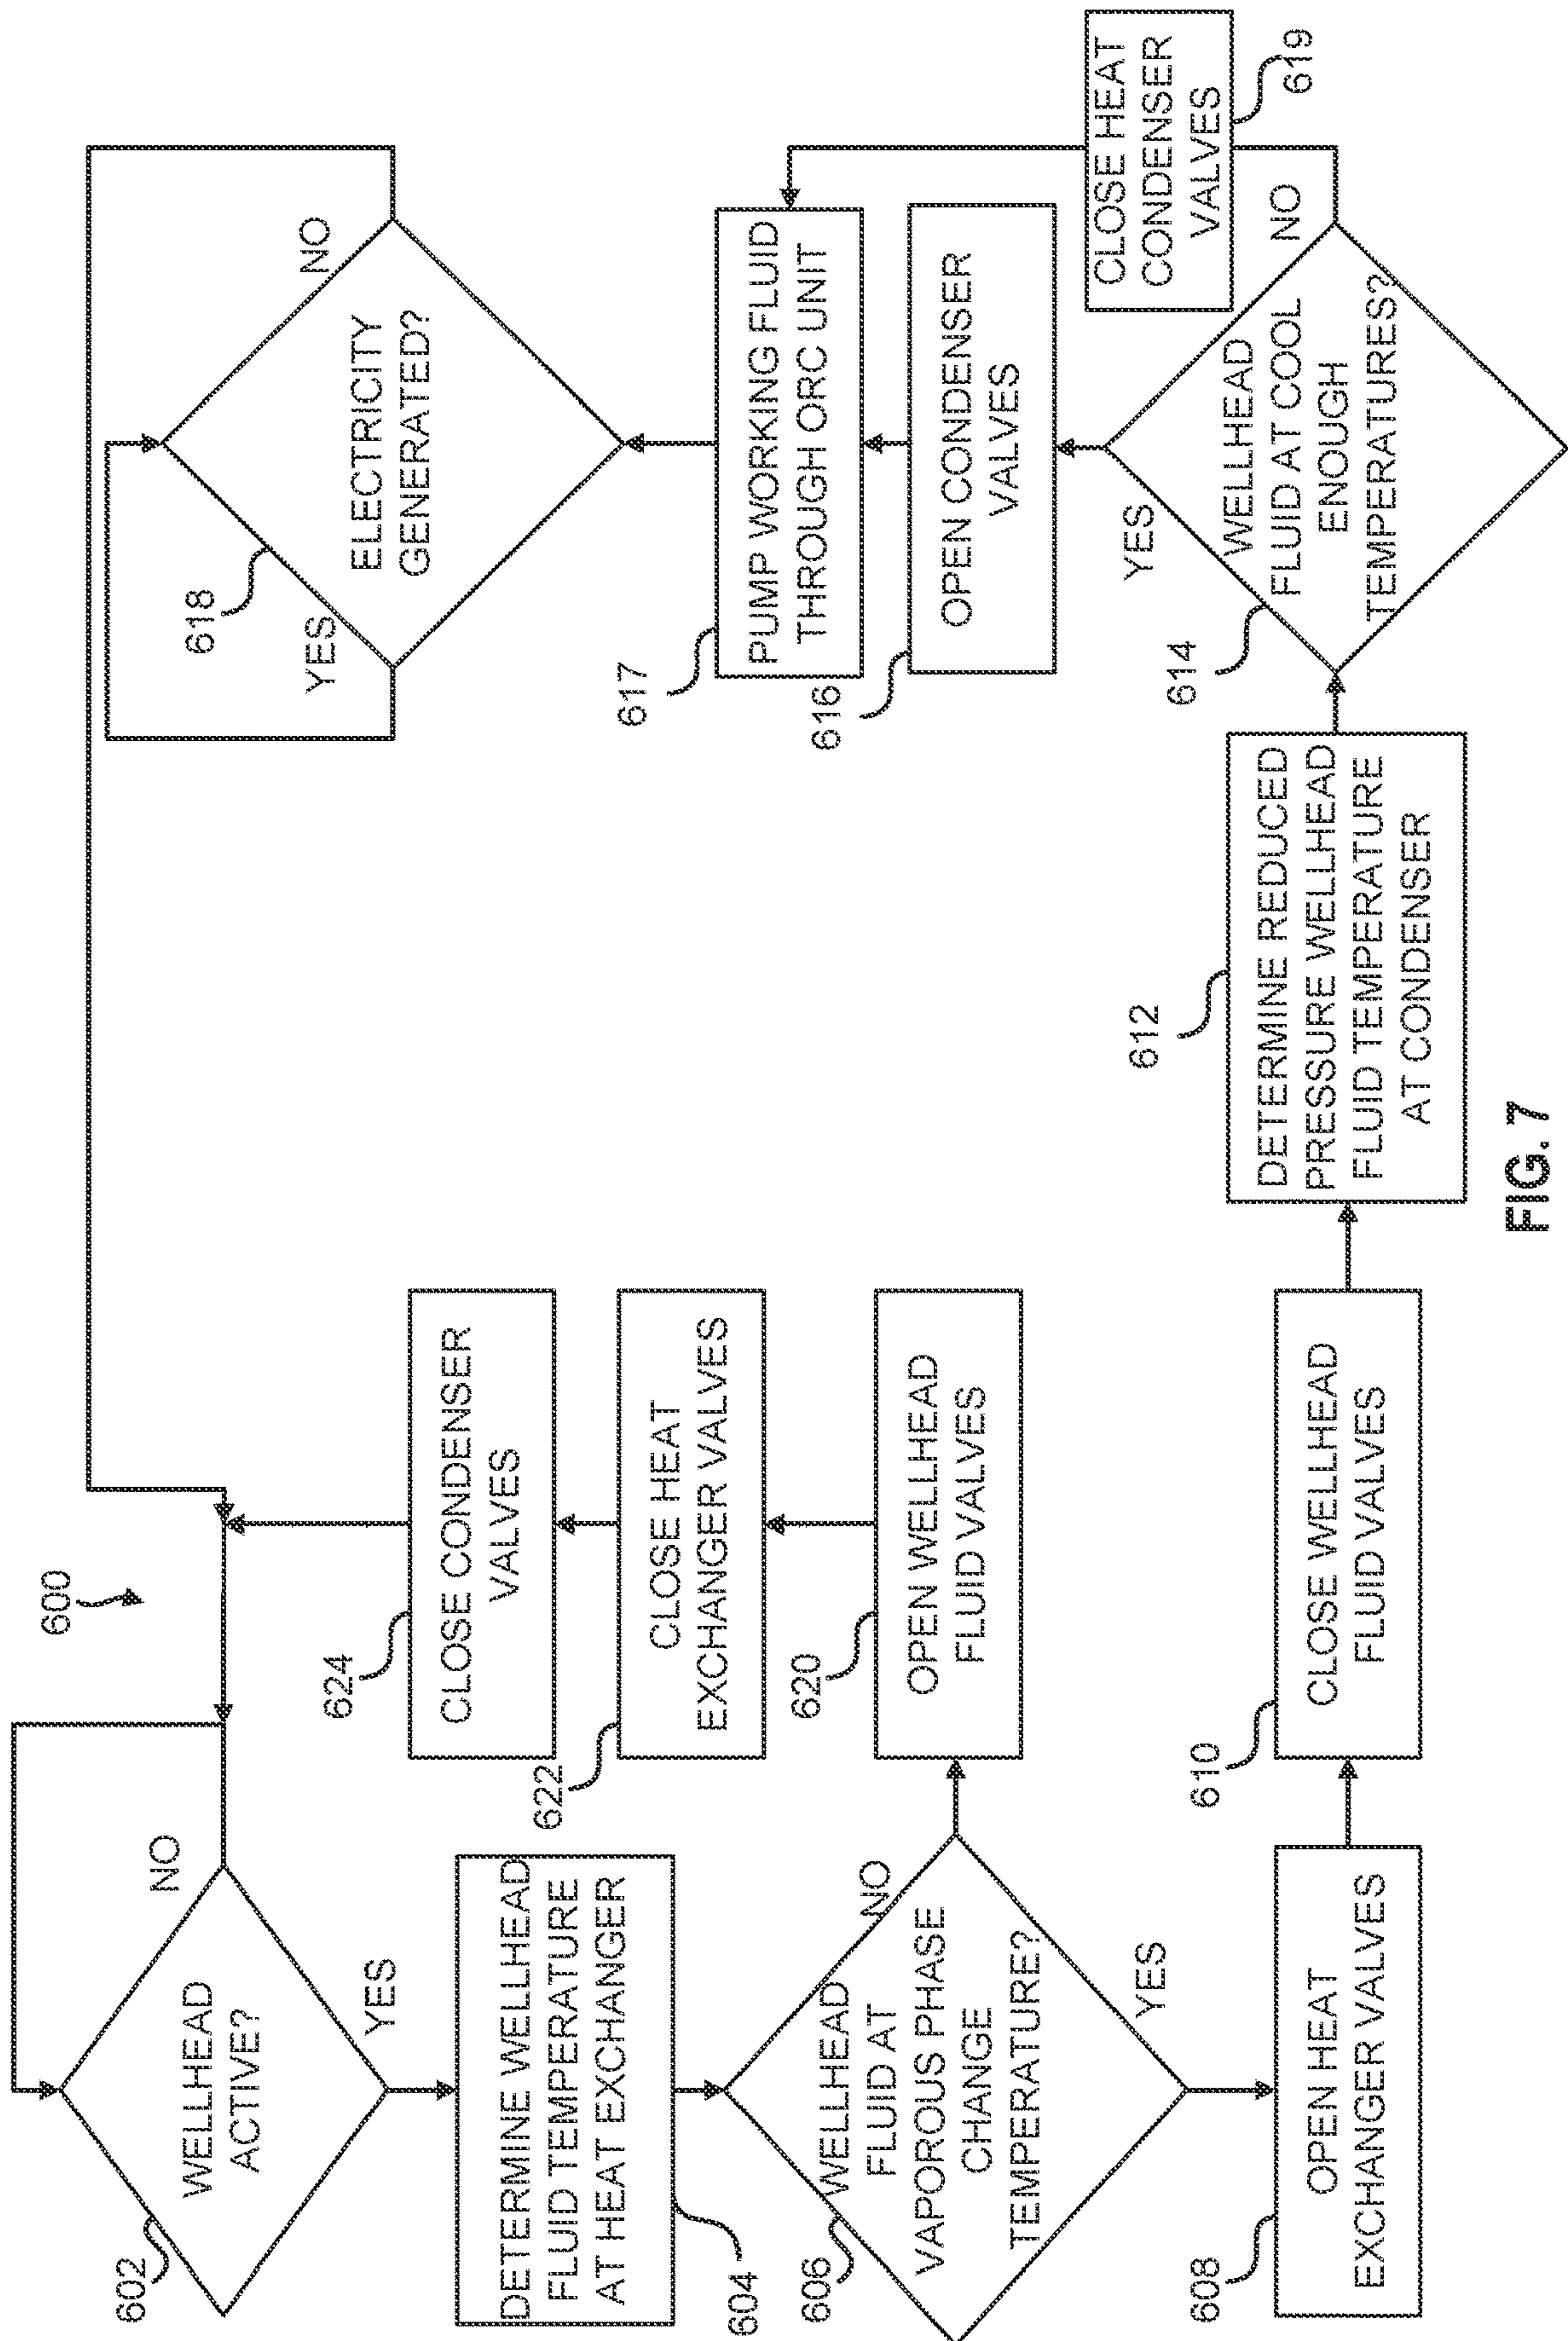 600
602
WELLHEAD
ACTIVE?
NO
YES
604
DETERMINE WELLHEAD
FLUID TEMPERATURE
AT HEAT EXCHANGER
606
WELLHEAD
FLUID AT
VAPOROUS PHASE
CHANGE
TEMPERATURE?
NO
YES
608
OPEN HEAT
EXCHANGER VALVES
610
CLOSE WELLHEAD
FLUID VALVES
620
OPEN WELLHEAD
FLUID VALVES
622
CLOSE HEAT
EXCHANGER VALVES
624
CLOSE CONDENSER
VALVES
612
DETERMINE REDUCED
PRESSURE WELLHEAD
FLUID TEMPERATURE
AT CONDENSER
614
WELLHEAD
FLUID AT COOL
ENOUGH
TEMPERATURES?
YES
NO
616
OPEN CONDENSER
VALVES
619
CLOSE HEAT
CONDENSER
VALVES
617
PUMP WORKING FLUID
THROUGH ORC UNIT
618
ELECTRICITY
GENERATED?
YES
NO
FIG. 7